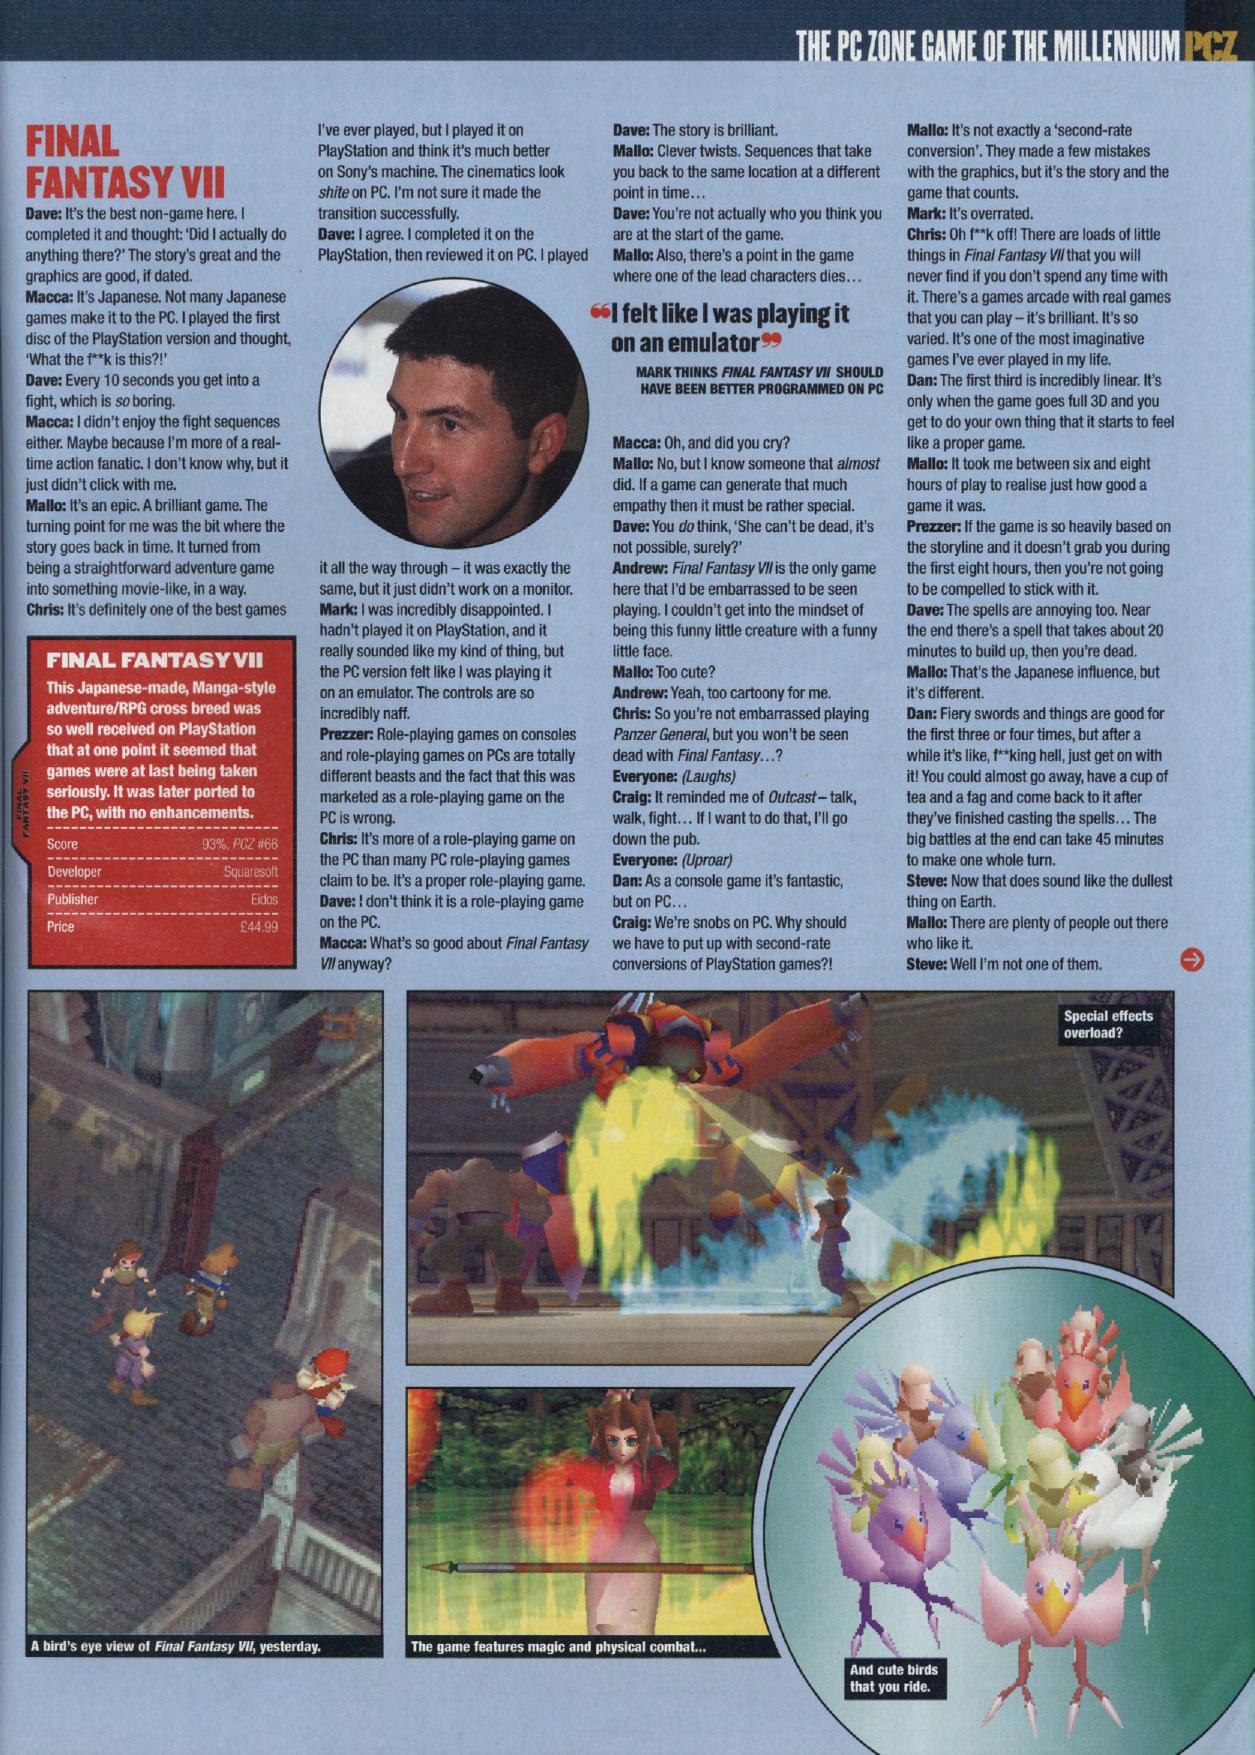 THE PC ZONE GAME OF THE MILLENNIUM PCZ
FINAL
FANTASY VII
Dave: It's the best non-game here. I
completed it and thought: 'Did I actually do
anything there?' The story's great and the
graphics are good, if dated.
Macca: It's Japanese. Not many Japanese
games make it to the PC. I played the first
disc of the PlayStation version and thought,
'What the f**k is this?!'
Dave: Every 10 seconds you get into a
fight, which is so boring.
Macca: I didn't enjoy the fight sequences
either. Maybe because I'm more of a real-
time action fanatic. I don't know why, but it
just didn't click with me.
Mallo: It's an epic. A brilliant game. The
turning point for me was the bit where the
story goes back in time. It turned from
being a straightforward adventure game
into something movie-like, in a way.
Chris: It's definitely one of the best games
FINAL FANTASY VII
This Japanese-made, Manga-style
adventure/RPG cross breed was
so well received on PlayStation
that at one point it seemed that
games were at last being taken
seriously. It was later ported to
the PC, with no enhancements.
Score 93%, PCZ #66
Developer Squaresoft
Publisher Eidos
Price £44.99
FINAL
FANTASY VII
I've ever played, but I played it on
PlayStation and think it's much better
on Sony's machine. The cinematics look
shite on PC. I'm not sure it made the
transition successfully.
Dave: I agree. I completed it on the
PlayStation, then reviewed it on PC. I played
it all the way through – it was exactly the
same, but it just didn't work on a monitor.
Mark: I was incredibly disappointed. I
hadn't played it on PlayStation, and it
really sounded like my kind of thing, but
the PC version felt like I was playing it
on an emulator. The controls are so
incredibly naff.
Prezzer: Role-playing games on consoles
and role-playing games on PCs are totally
different beasts and the fact that this was
marketed as a role-playing game on the
PC is wrong.
Chris: It's more of a role-playing game on
the PC than many PC role-playing games
claim to be. It's a proper role-playing game.
Dave: I don't think it is a role-playing game
on the PC.
Macca: What's so good about Final Fantasy
VII anyway?
Dave: The story is brilliant.
Mallo: Clever twists. Sequences that take
you back to the same location at a different
point in time...
Dave: You're not actually who you think you
are at the start of the game.
Mallo: Also, there's a point in the game
where one of the lead characters dies...
“I felt like I was playing it
on an emulator”
MARK THINKS FINAL FANTASY VII SHOULD
HAVE BEEN BETTER PROGRAMMED ON PC
Macca: Oh, and did you cry?
Mallo: No, but I know someone that almost
did. If a game can generate that much
empathy then it must be rather special.
Dave: You do think, 'She can't be dead, it's
not possible, surely?'
Andrew: Final Fantasy VII is the only game
here that I'd be embarrassed to be seen
playing. I couldn't get into the mindset of
being this funny little creature with a funny
little face.
Mallo: Too cute?
Andrew: Yeah, too cartoony for me.
Chris: So you're not embarrassed playing
Panzer General, but you won't be seen
dead with Final Fantasy...?
Everyone: (Laughs)
Craig: It reminded me of Outcast – talk,
walk, fight... If I want to do that, I'll go
down the pub.
Everyone: (Uproar)
Dan: As a console game it's fantastic,
but on PC...
Craig: We're snobs on PC. Why should
we have to put up with second-rate
conversions of PlayStation games?!
Mallo: It's not exactly a 'second-rate
conversion'. They made a few mistakes
with the graphics, but it's the story and the
game that counts.
Mark: It's overrated.
Chris: Oh f**k off! There are loads of little
things in Final Fantasy VII that you will
never find if you don't spend any time with
it. There's a games arcade with real games
that you can play – it's brilliant. It's so
varied. It's one of the most imaginative
games I've ever played in my life.
Dan: The first third is incredibly linear. It's
only when the game goes full 3D and you
get to do your own thing that it starts to feel
like a proper game.
Mallo: It took me between six and eight
hours of play to realise just how good a
game it was.
Prezzer: If the game is so heavily based on
the storyline and it doesn't grab you during
the first eight hours, then you're not going
to be compelled to stick with it.
Dave: The spells are annoying too. Near
the end there's a spell that takes about 20
minutes to build up, then you're dead.
Mallo: That's the Japanese influence, but
it's different.
Dan: Fiery swords and things are good for
the first three or four times, but after a
while it's like, f**king hell, just get on with
it! You could almost go away, have a cup of
tea and a fag and come back to it after
they've finished casting the spells... The
big battles at the end can take 45 minutes
to make one whole turn.
Steve: Now that does sound like the dullest
thing on Earth.
Mallo: There are plenty of people out there
who like it.
Steve: Well I'm not one of them.
A bird's eye view of Final Fantasy VII, yesterday.
Special effects
overload?
The game features magic and physical combat...
And cute birds
that you ride.